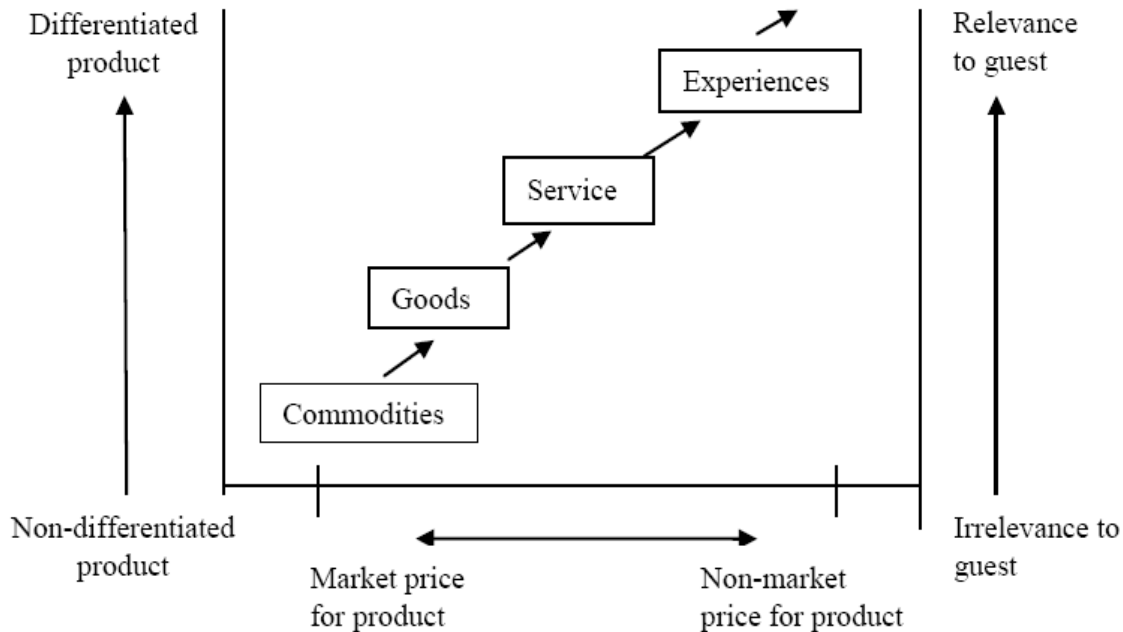 Differentiated
product
Relevance
to guest
Experiences
Service
Goods
Commodities
Non-differentiated
product
Irrelevance to
guest
Market price
for product
Non-market
price for product